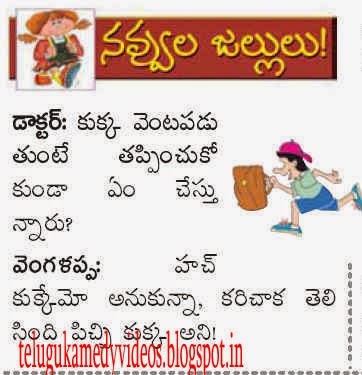 నవ్వుల జల్లులు!
డాక్టర్: కుక్క వెంటపడు
తుంటే తప్పించుకో
కుండా ఏం చేస్తు
న్నారు?
వెంగళప్ప: హచ్
కుక్కేమో అనుకున్నా, కరిచాక తెలి
సింది పిచ్చి కుక్క అని!
telugukamedyvideos.blogspot.in